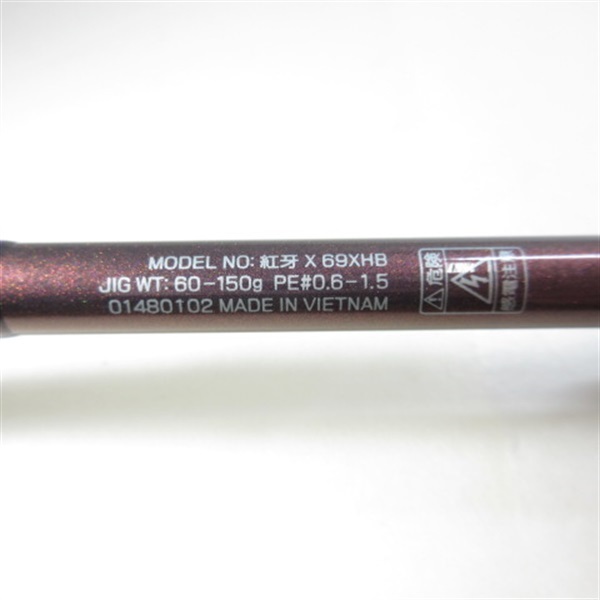 MODEL NO: 紅牙 X 69XHB
JIG WT: 60-150g PE#0.6-1.5
01480102 MADE IN VIETNAM
危険
感電注意